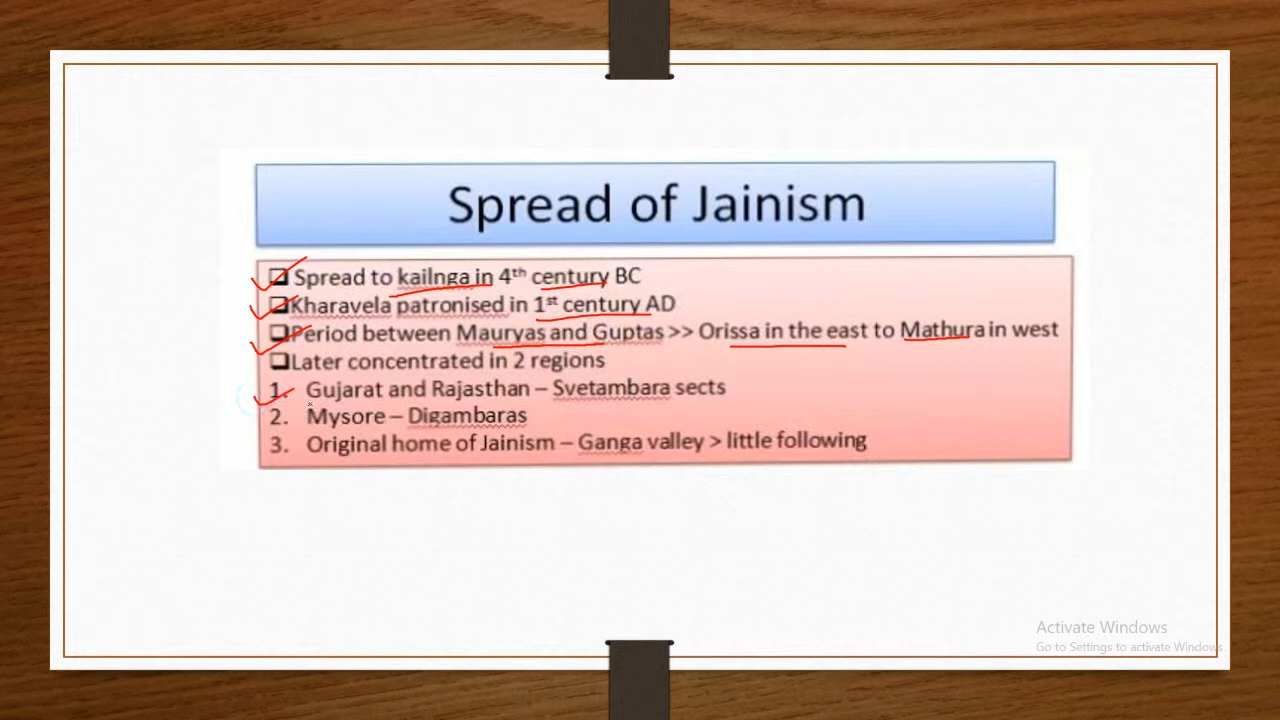 Spread of Jainism
❑ Spread to kailnga in 4th century BC
❑ Kharavela patronised in 1st century AD
❑ Period between Mauryas and Guptas >> Orissa in the east to Mathura in west
❑ Later concentrated in 2 regions
1. Gujarat and Rajasthan – Svetambara sects
2. Mysore – Digambaras
3. Original home of Jainism – Ganga valley > little following
Activate Windows
Go to Settings to activate Windows.